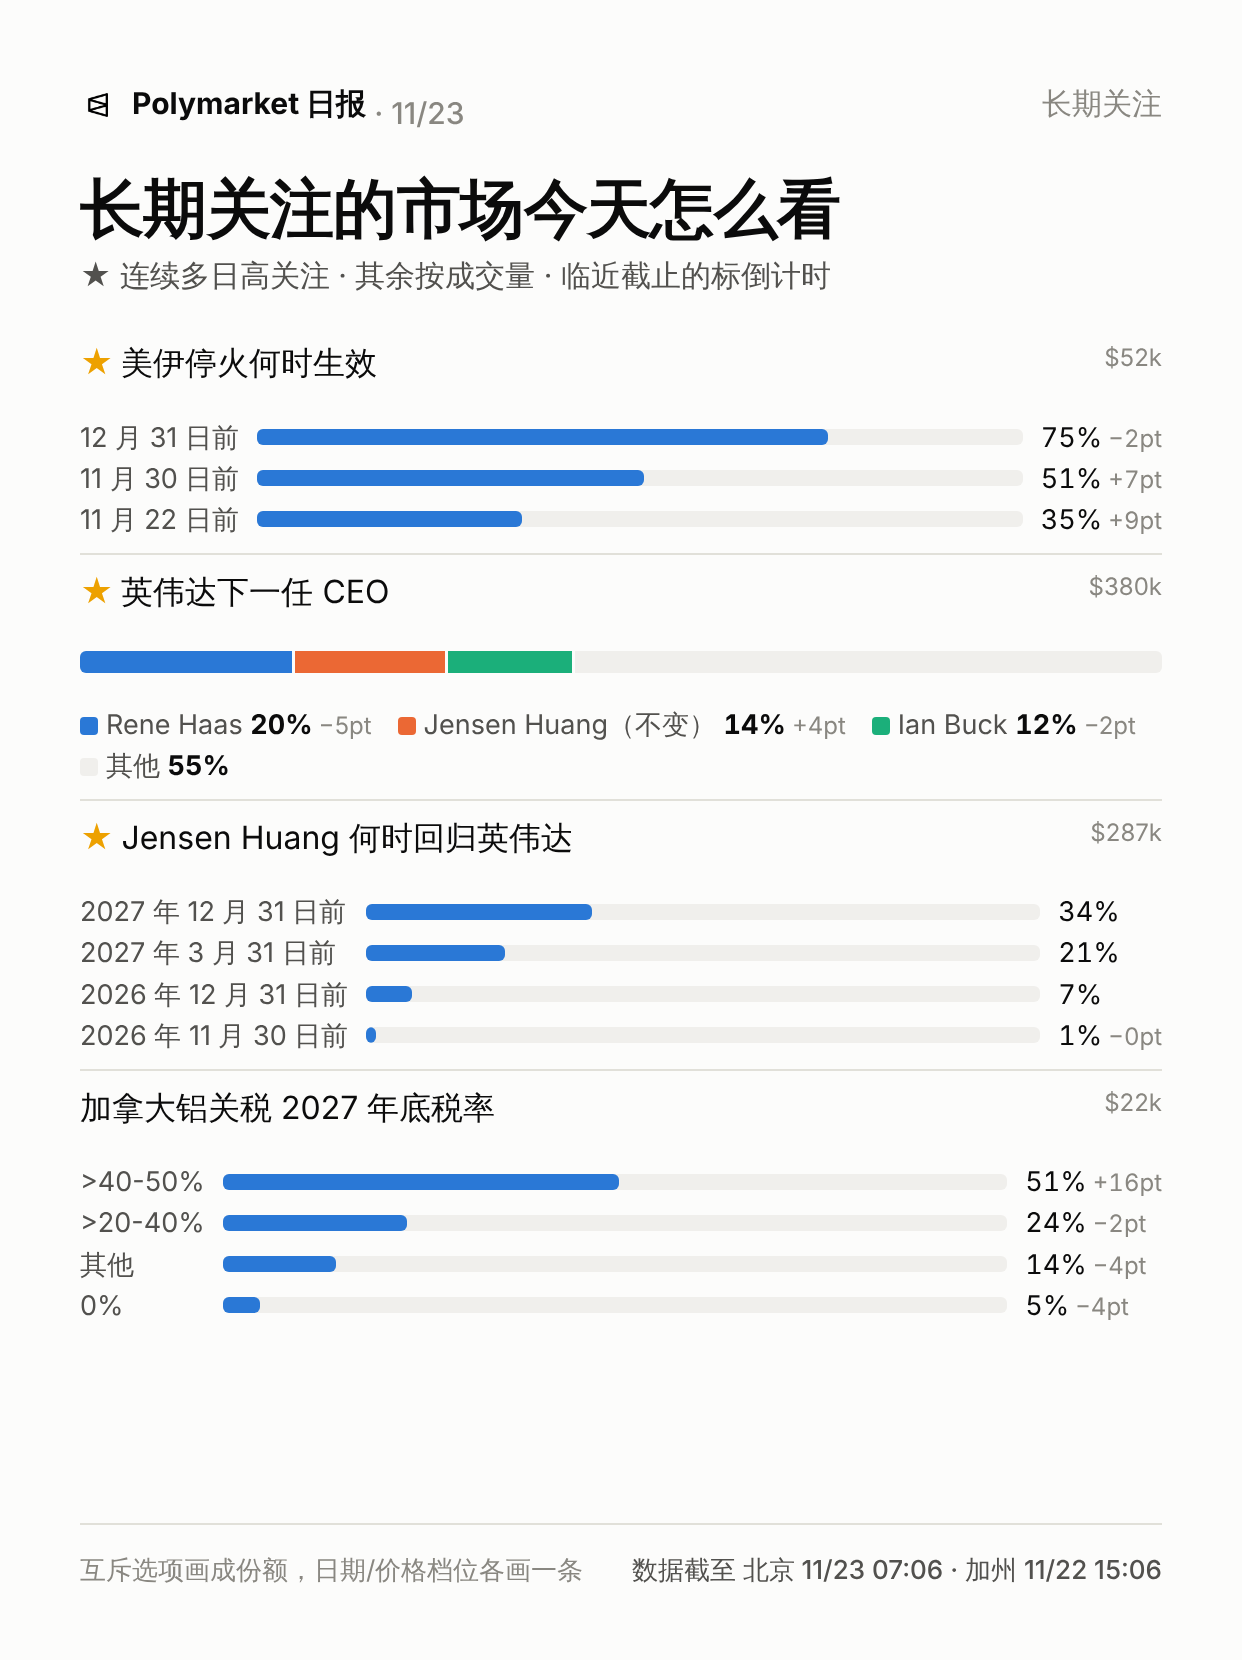 Polymarket 日报 · 11/23 长期关注
长期关注的市场今天怎么看
★ 连续多日高关注 · 其余按成交量 · 临近截止的标倒计时
★ 美伊停火何时生效 $52k
12 月 31 日前 75% −2pt
11 月 30 日前 51% +7pt
11 月 22 日前 35% +9pt
★ 英伟达下一任 CEO $380k
Rene Haas 20% −5pt Jensen Huang（不变） 14% +4pt Ian Buck 12% −2pt
其他 55%
★ Jensen Huang 何时回归英伟达 $287k
2027 年 12 月 31 日前 34%
2027 年 3 月 31 日前 21%
2026 年 12 月 31 日前 7%
2026 年 11 月 30 日前 1% −0pt
加拿大铝关税 2027 年底税率 $22k
>40-50% 51% +16pt
>20-40% 24% −2pt
其他 14% −4pt
0% 5% −4pt
互斥选项画成份额，日期/价格档位各画一条 数据截至 北京 11/23 07:06 · 加州 11/22 15:06